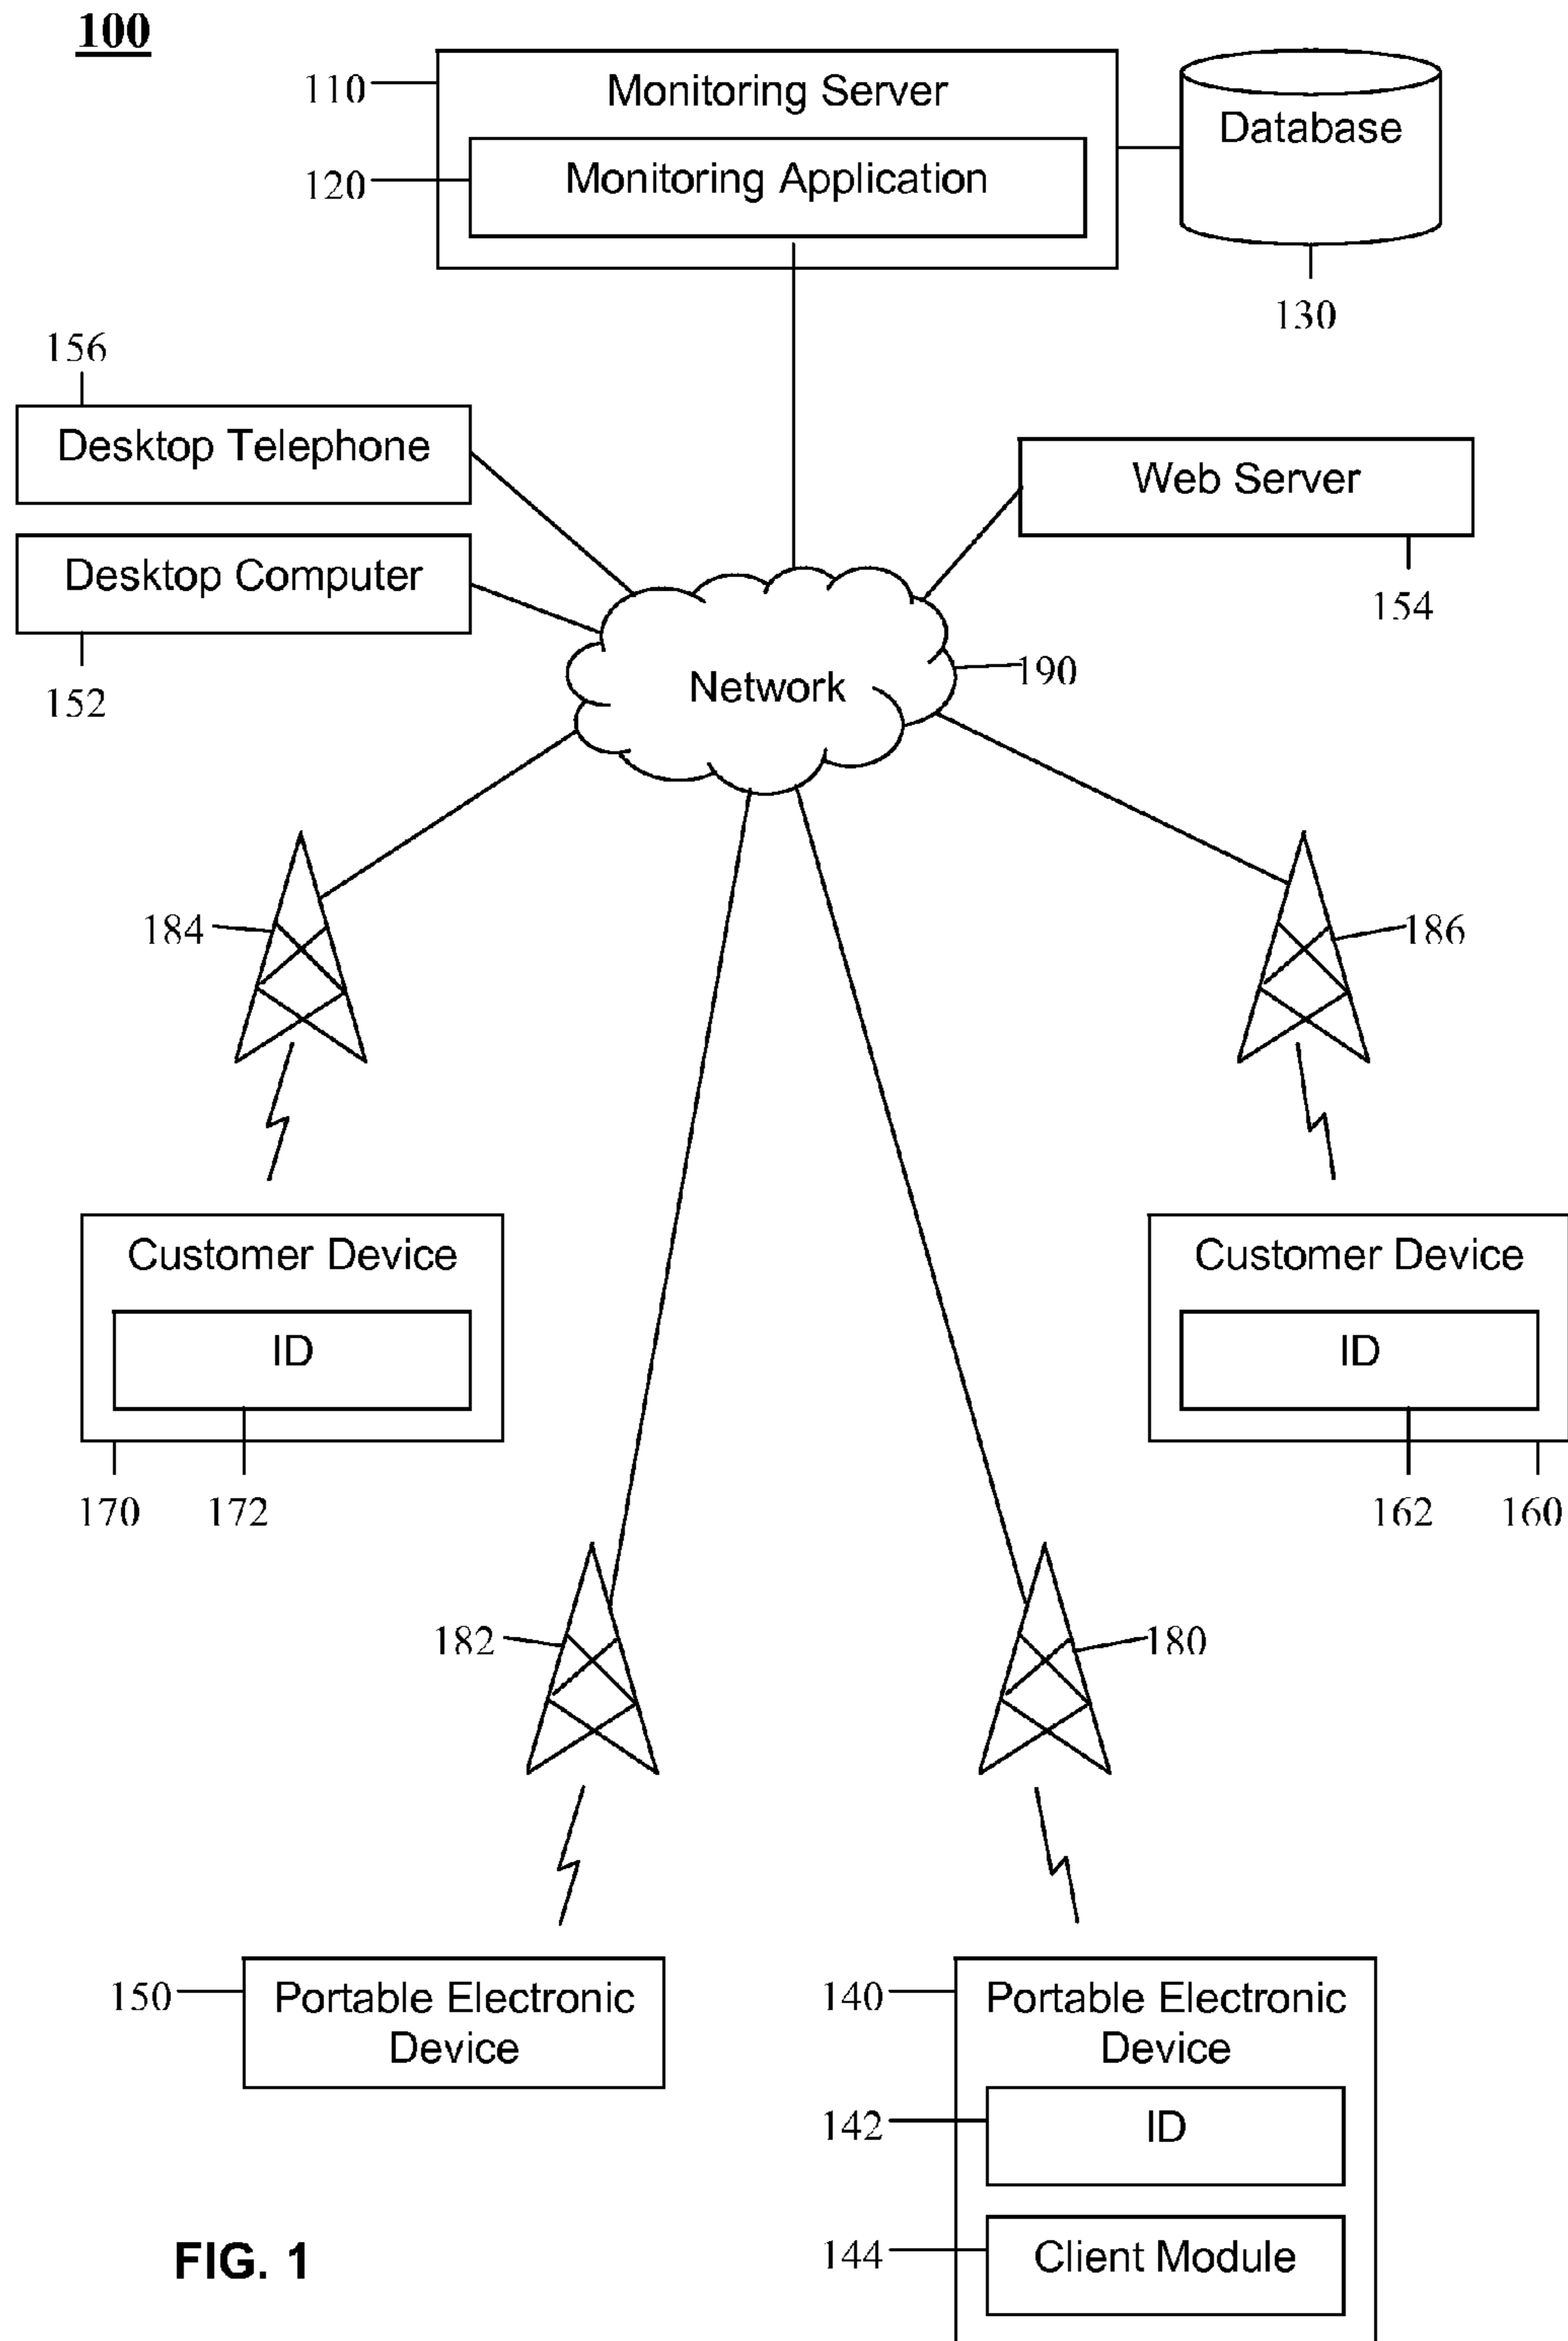 100
110
Monitoring Server
Database
120
Monitoring Application
130
156
Desktop Telephone
Web Server
Desktop Computer
154
152
Network
190
184
186
Customer Device
Customer Device
ID
ID
170
172
162
160
182
180
150
Portable Electronic
Device
140
Portable Electronic
Device
142
ID
144
Client Module
FIG. 1